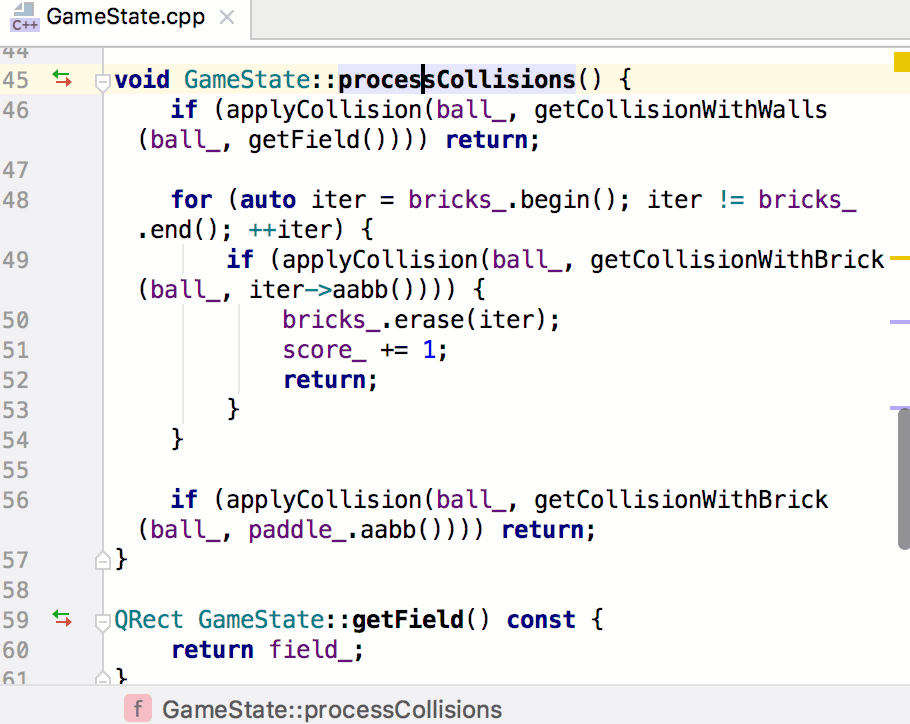 C++ GameState.cpp
44
45 void GameState::processCollisions() {
46 if (applyCollision(ball_, getCollisionWithWalls
(ball_, getField()))) return;
47
48 for (auto iter = bricks_.begin(); iter != bricks_
.end(); ++iter) {
49 if (applyCollision(ball_, getCollisionWithBrick
(ball_, iter->aabb()))) {
50 bricks_.erase(iter);
51 score_ += 1;
52 return;
53 }
54 }
55
56 if (applyCollision(ball_, getCollisionWithBrick
(ball_, paddle_.aabb()))) return;
57 }
58
59 QRect GameState::getField() const {
60 return field_;
61 }
f GameState::processCollisions